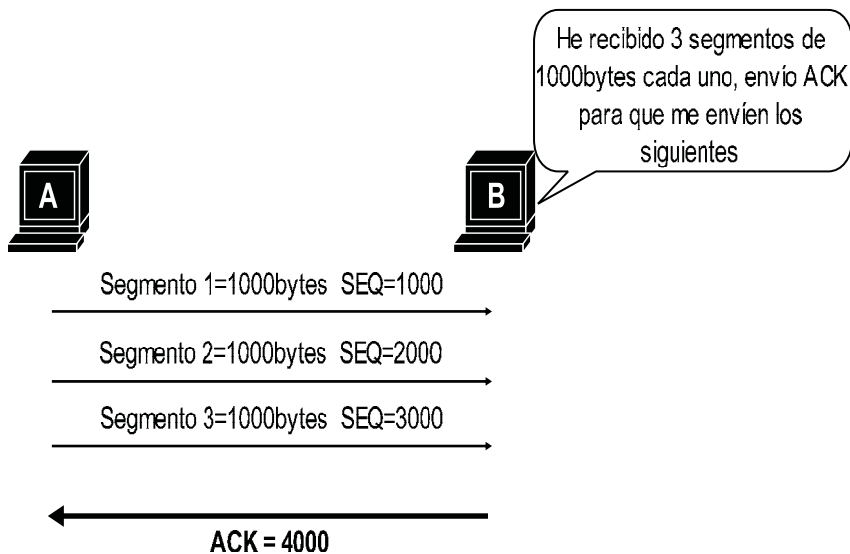 He recibido 3 segmentos de
1000bytes cada uno, envío ACK
para que me envíen los
siguientes
A
B
Segmento 1=1000bytes SEQ=1000
Segmento 2=1000bytes SEQ=2000
Segmento 3=1000bytes SEQ=3000
ACK = 4000